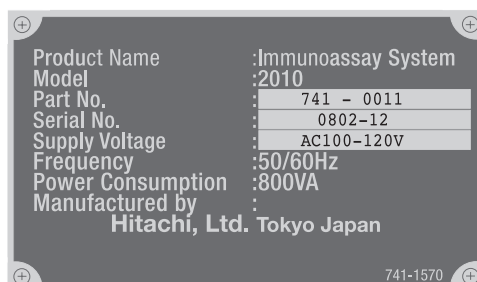 Product Name :Immunoassay System
Model :2010
Part No. : 741 - 0011
Serial No. : 0802-12
Supply Voltage : AC100-120V
Frequency :50/60Hz
Power Consumption :800VA
Manufactured by :
Hitachi, Ltd. Tokyo Japan
741-1570